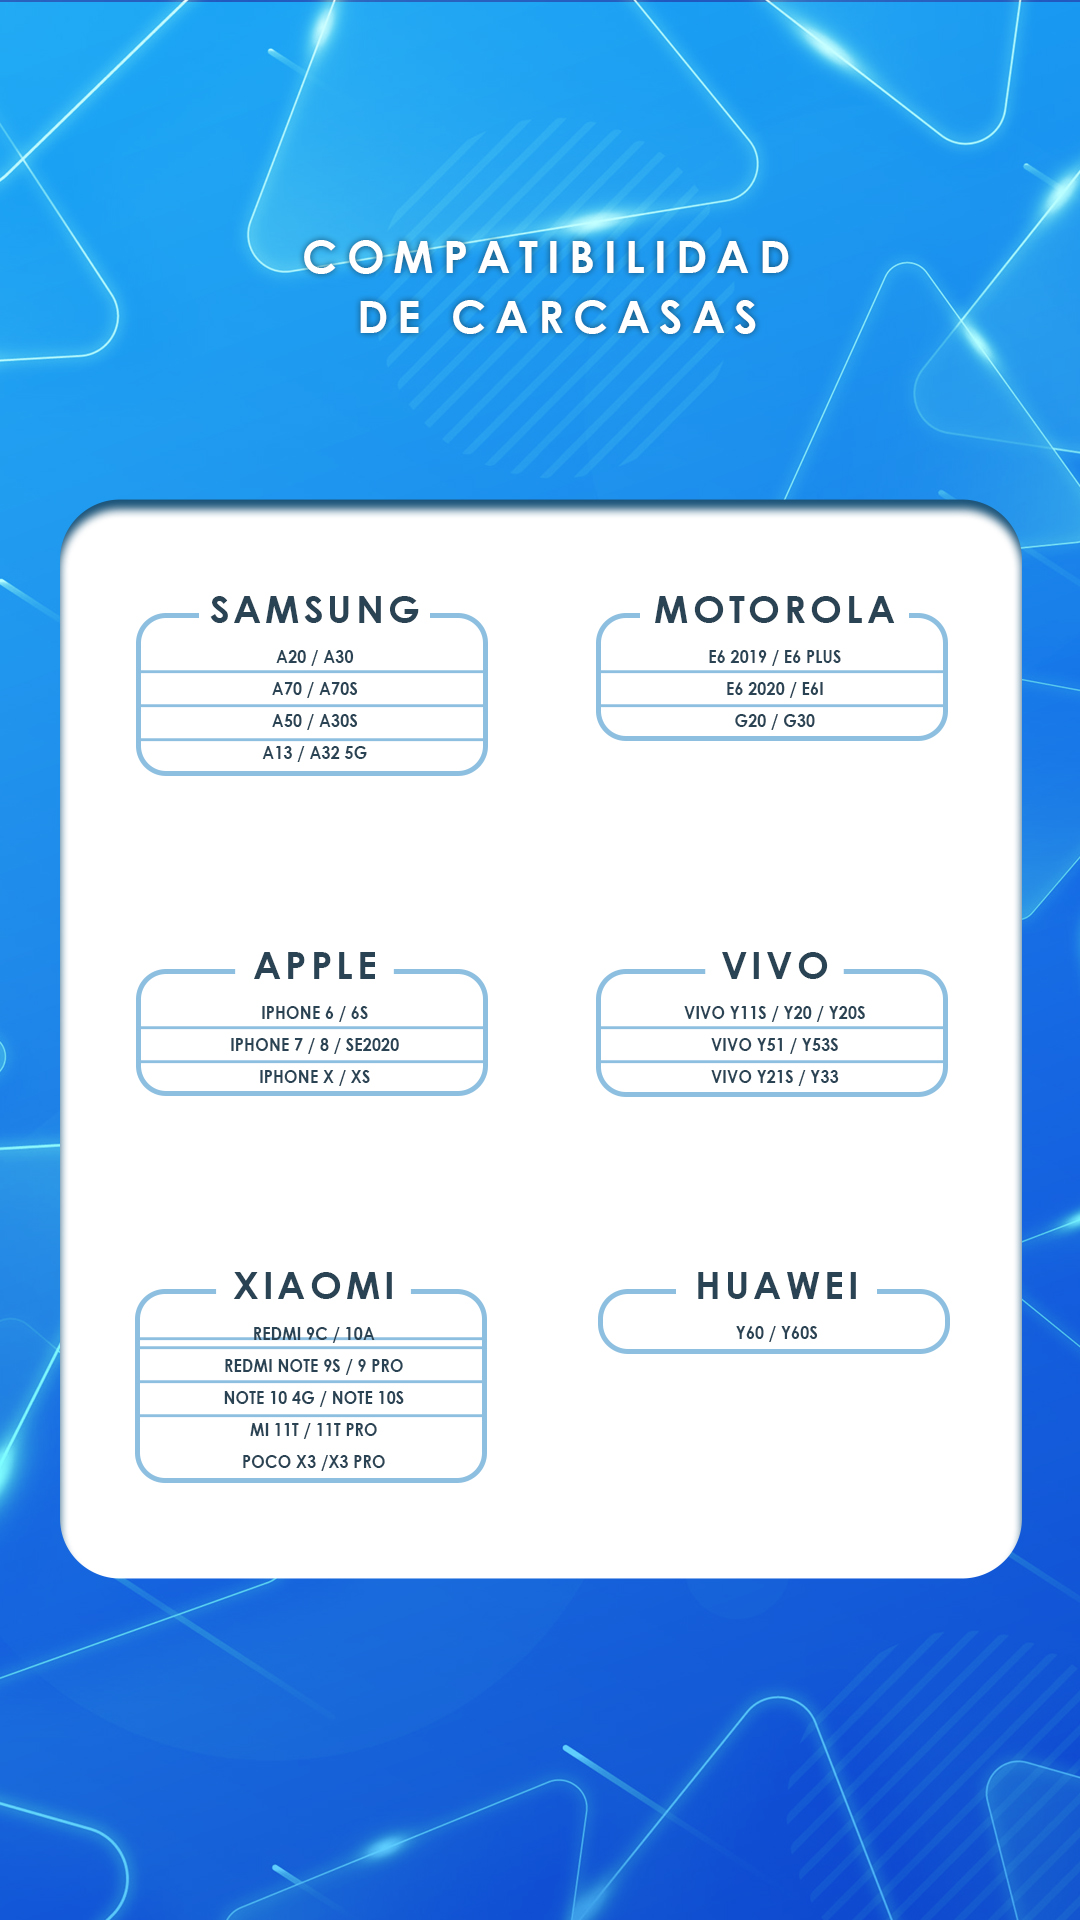 COMPATIBILIDAD
DE CARCASAS
SAMSUNG
A20 / A30
A70 / A70S
A50 / A30S
A13 / A32 5G
MOTOROLA
E6 2019 / E6 PLUS
E6 2020 / E6I
G20 / G30
APPLE
IPHONE 6 / 6S
IPHONE 7 / 8 / SE2020
IPHONE X / XS
VIVO
VIVO Y11S / Y20 / Y20S
VIVO Y51 / Y53S
VIVO Y21S / Y33
XIAOMI
REDMI 9C / 10A
REDMI NOTE 9S / 9 PRO
NOTE 10 4G / NOTE 10S
MI 11T / 11T PRO
POCO X3 /X3 PRO
HUAWEI
Y60 / Y60S